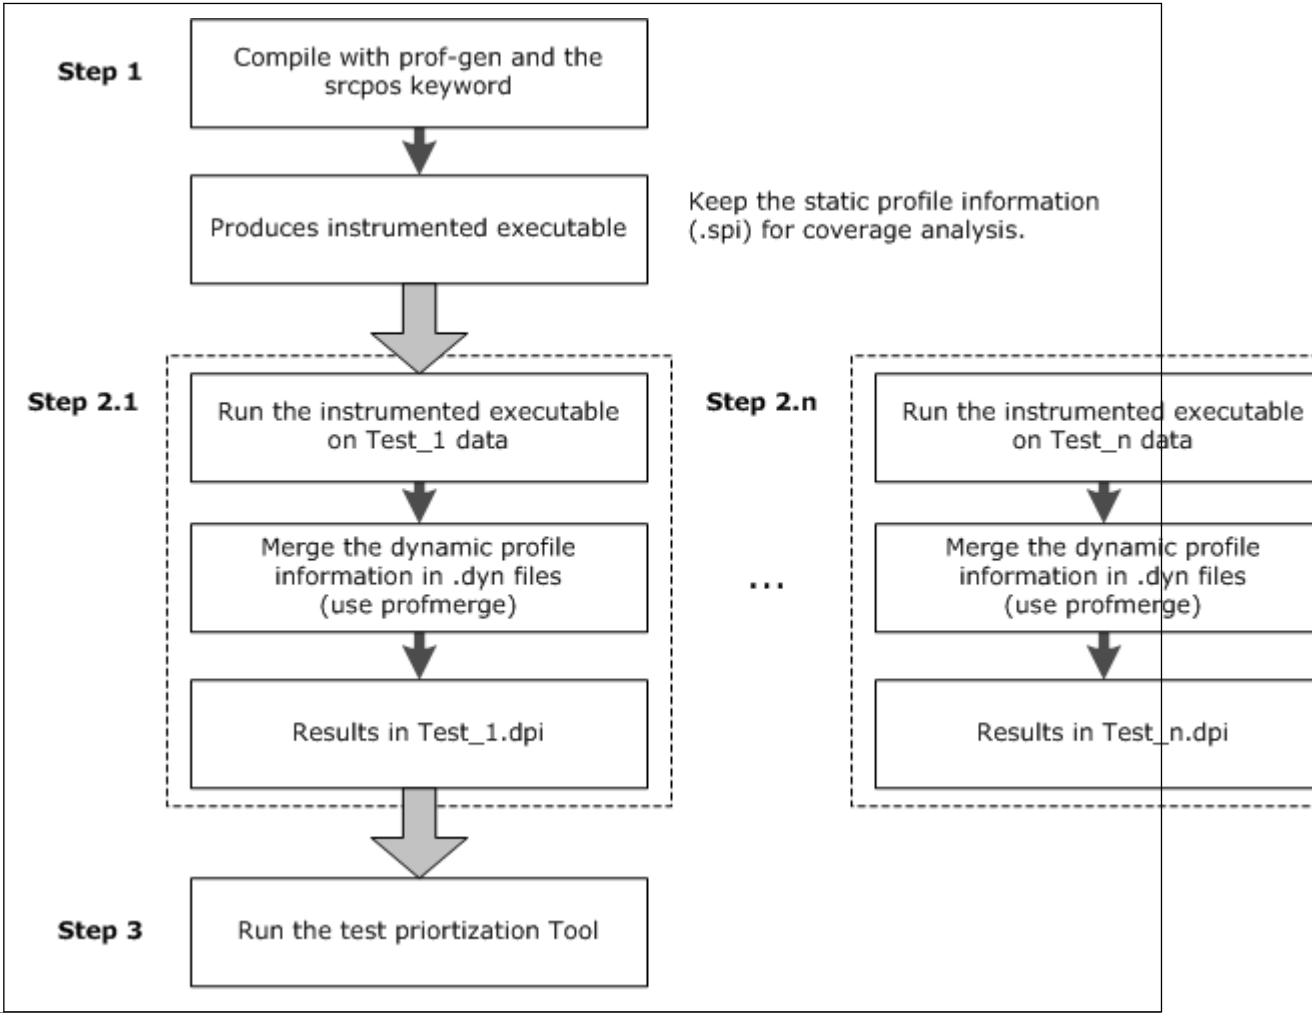 Step 1
Compile with prof-gen and the
srcpos keyword
Produces instrumented executable
Keep the static profile information
(.spi) for coverage analysis.
Step 2.1
Run the instrumented executable
on Test_1 data
Merge the dynamic profile
information in .dyn files
(use profmerge)
Results in Test_1.dpi
...
Step 2.n
Run the instrumented executable
on Test_n data
Merge the dynamic profile
information in .dyn files
(use profmerge)
Results in Test_n.dpi
Step 3
Run the test priortization Tool